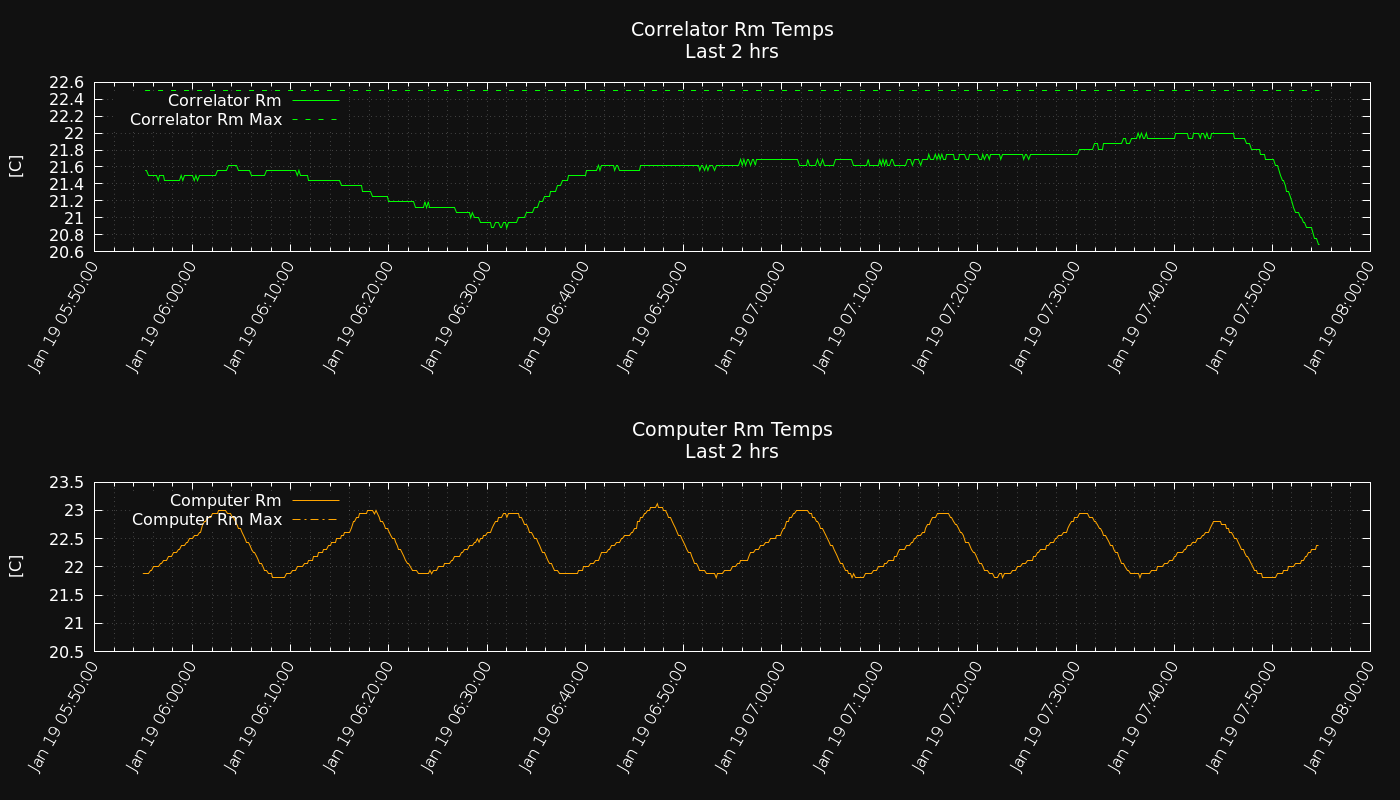 Correlator Rm Temps
Last 2 hrs
22.6
22.4
22.2
22
21.8
21.6
21.4
21.2
21
20.8
20.6
[C]
Correlator Rm
Correlator Rm Max
Jan 19 05:50:00
Jan 19 06:00:00
Jan 19 06:10:00
Jan 19 06:20:00
Jan 19 06:30:00
Jan 19 06:40:00
Jan 19 06:50:00
Jan 19 07:00:00
Jan 19 07:10:00
Jan 19 07:20:00
Jan 19 07:30:00
Jan 19 07:40:00
Jan 19 07:50:00
Jan 19 08:00:00
Computer Rm Temps
Last 2 hrs
23.5
23
22.5
22
21.5
21
20.5
[C]
Computer Rm
Computer Rm Max
Jan 19 05:50:00
Jan 19 06:00:00
Jan 19 06:10:00
Jan 19 06:20:00
Jan 19 06:30:00
Jan 19 06:40:00
Jan 19 06:50:00
Jan 19 07:00:00
Jan 19 07:10:00
Jan 19 07:20:00
Jan 19 07:30:00
Jan 19 07:40:00
Jan 19 07:50:00
Jan 19 08:00:00